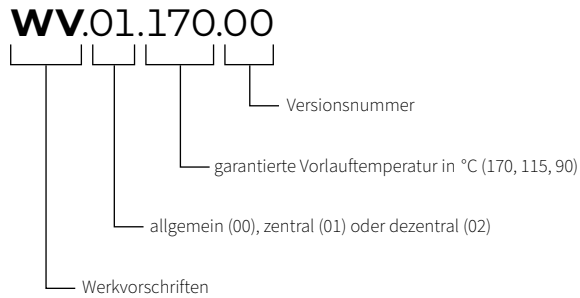 WV.01.170.00
Versionsnummer
garantierte Vorlauftemperatur in °C (170, 115, 90)
allgemein (00), zentral (01) oder dezentral (02)
Werkvorschriften